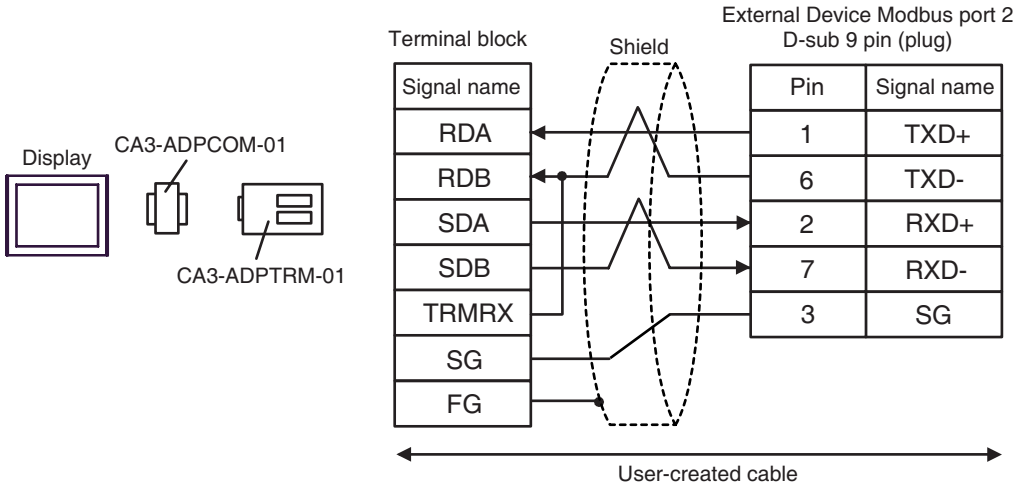 External Device Modbus port 2
D-sub 9 pin (plug)
Terminal block
Shield
Signal name
Pin Signal name
RDA
1 TXD+
RDB
6 TXD-
SDA
2 RXD+
SDB
7 RXD-
TRMRX
3 SG
SG
FG
Display
CA3-ADPCOM-01
CA3-ADPTRM-01
User-created cable